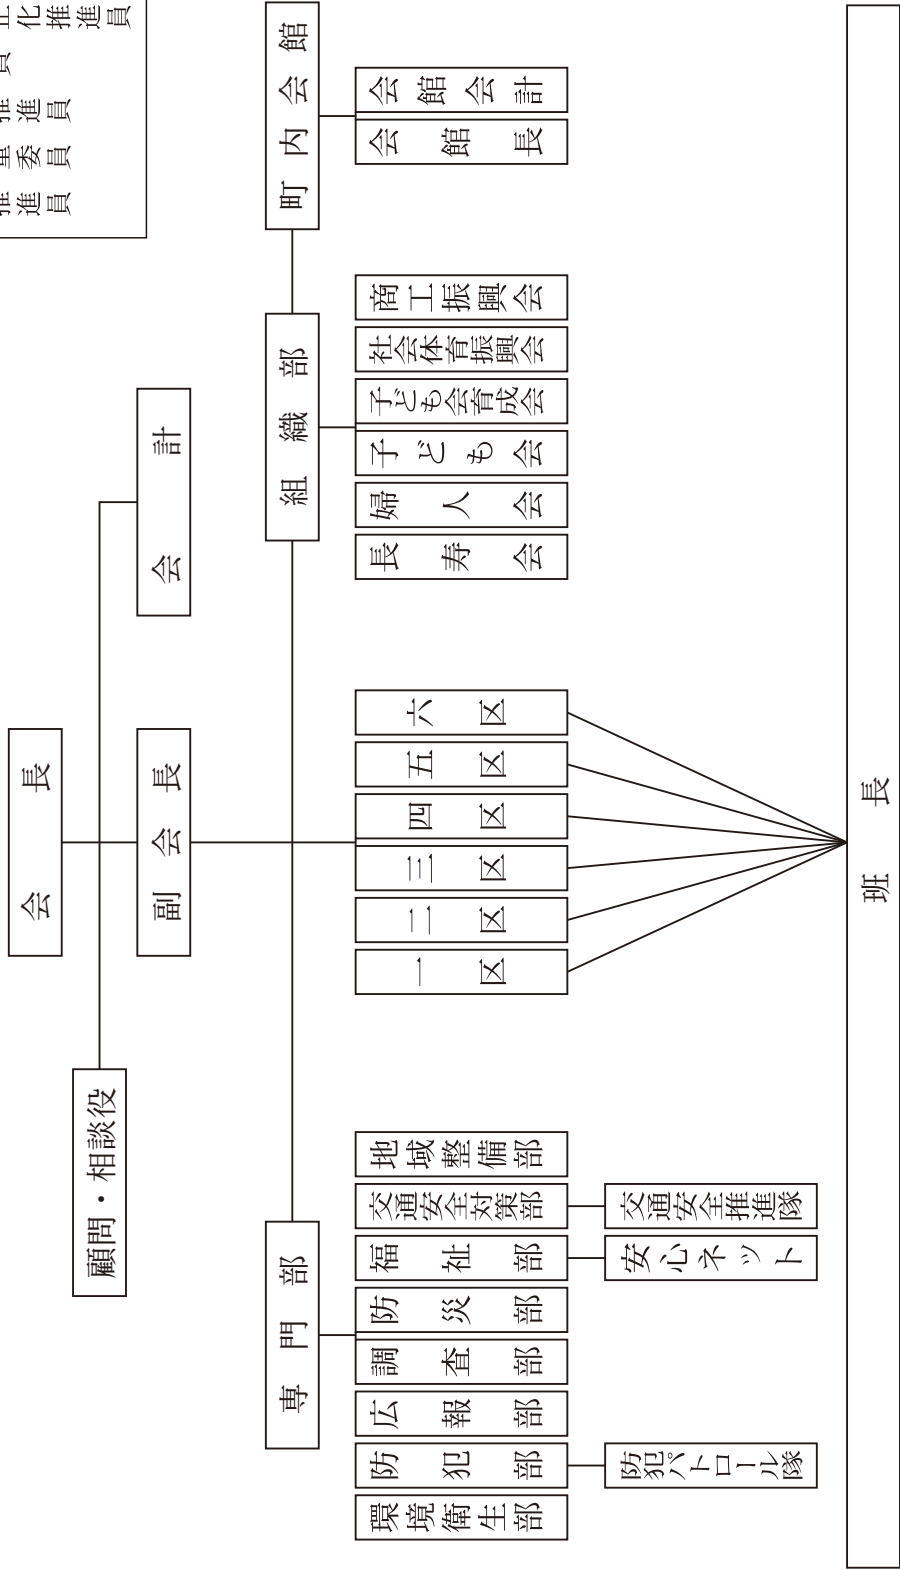 会長
顧問・相談役
副会長
会計
専門部
組織部
町内会館
環境衛生部
防犯部
広報部
調査部
防災部
福祉部
交通安全対策部
地域整備部
一区
二区
三区
四区
五区
六区
長寿会
婦人会
子ども会
子ども会育成会
社会体育振興会
商工振興会
会館長
会館会計
防犯パトロール隊
安心ネット
交通安全推進隊
班長
化推進員
員
推進員
委員
推進員